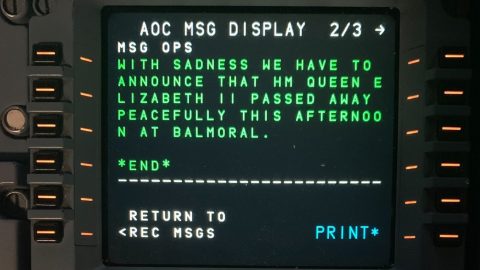 AOC MSG DISPLAY 2/3 →
MSG OPS
WITH SADNESS WE HAVE TO
ANNOUNCE THAT HM QUEEN E
LIZABETH II PASSED AWAY
PEACEFULLY THIS AFTERNOO
N AT BALMORAL.
*END*
------------------------
RETURN TO
<REC MSGS PRINT*